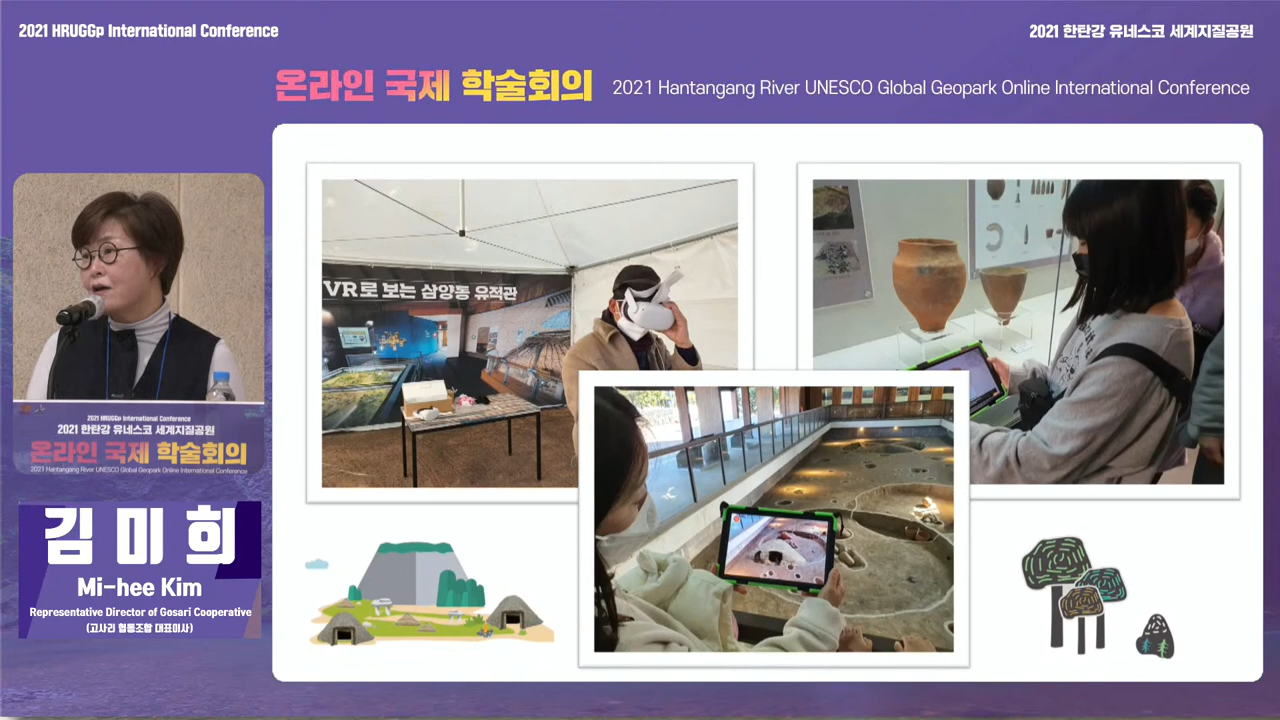 2021 HRUGGp International Conference
2021 한탄강 유네스코 세계지질공원
온라인 국제 학술회의 2021 Hantangang River UNESCO Global Geopark Online International Conference
VR로 보는 삼양동 유적관
2021 HRUGGp International Conference
2021 한탄강 유네스코 세계지질공원
온라인 국제 학술회의
2021 Hantangang River UNESCO Global Geopark Online International Conference
김미희
Mi-hee Kim
Representative Director of Gosari Cooperative
(고사리 협동조합 대표이사)